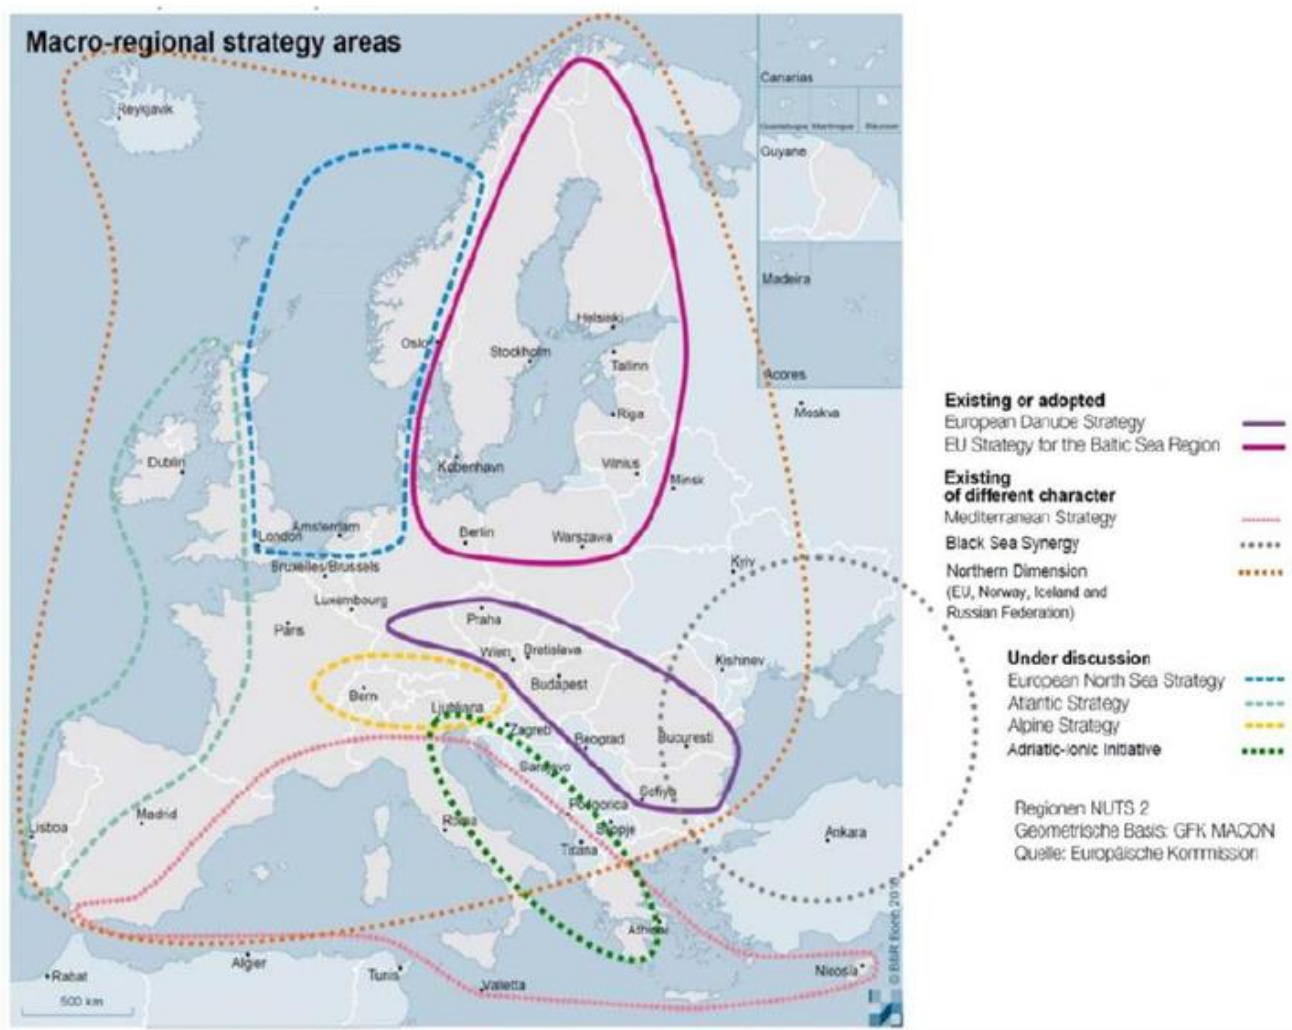 Macro-regional strategy areas
Canarias
Reykjavik
Guadeloupe Martinique Réunion
Guyane
Madeira
Acores
Helsinki
Oslo
Stockholm
Tallinn
Moskva
Riga
Dublin
København
Vilnius
Minsk
Amsterdam
London
Berlin
Warszawa
Bruxelles/Brussels
Kyiv
Luxembourg
Praha
Paris
Wien
Bratislava
Kishinev
Budapest
Bern
Ljubljana
Zagreb
Beograd
Bucuresti
Sarajevo
Sofiya
Podgorica
Madrid
Roma
Skopje
Lisboa
Ankara
Tirana
Athinai
Alger
Tunis
Rabat
Valletta
Nicosia
500 km
© BBR Bonn 2010
Existing or adopted
European Danube Strategy
EU Strategy for the Baltic Sea Region
Existing
of different character
Mediterranean Strategy
Black Sea Synergy
Northern Dimension
(EU, Norway, Iceland and
Russian Federation)
Under discussion
European North Sea Strategy
Atlantic Strategy
Alpine Strategy
Adriatic-Ionic Initiative
Regionen NUTS 2
Geometrische Basis: GFK MACON
Quelle: Europäische Kommission